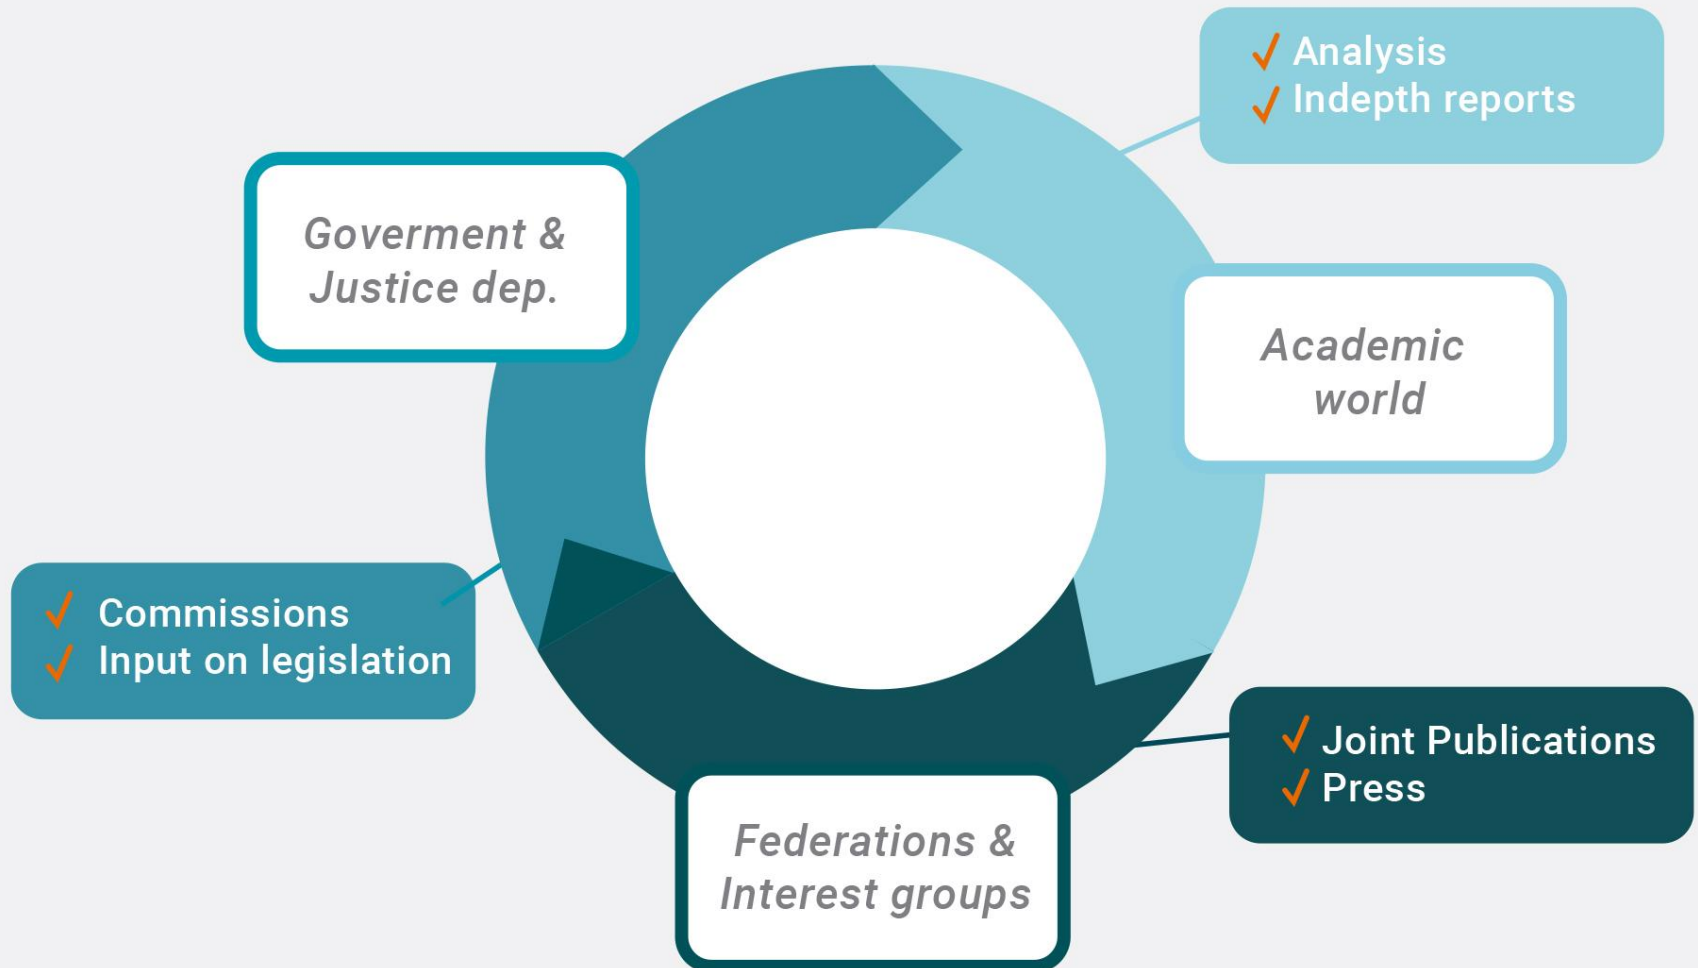 Analysis
Indepth reports
Goverment &
Justice dep.
Academic
world
Commissions
Input on legislation
Joint Publications
Press
Federations &
Interest groups